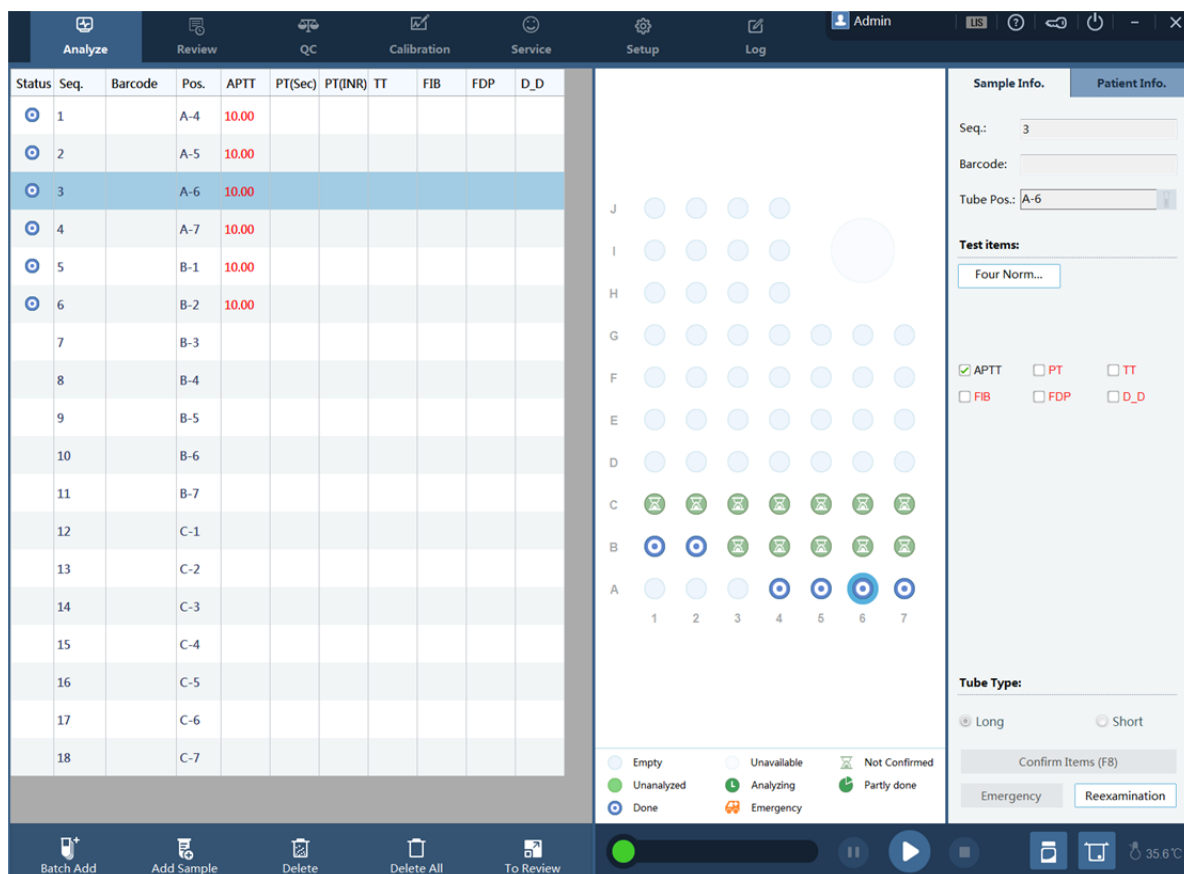 Analyze Review QC Calibration Service Setup Log Admin LIS
Status Seq. Barcode Pos. APTT PT(Sec) PT(INR) TT FIB FDP D_D
1 A-4 10.00
2 A-5 10.00
3 A-6 10.00
4 A-7 10.00
5 B-1 10.00
6 B-2 10.00
7 B-3
8 B-4
9 B-5
10 B-6
11 B-7
12 C-1
13 C-2
14 C-3
15 C-4
16 C-5
17 C-6
18 C-7
Batch Add Add Sample Delete Delete All To Review
J
I
H
G
F
E
D
C
B
A
1 2 3 4 5 6 7
Empty Unavailable Not Confirmed
Unanalyzed Analyzing Partly done
Done Emergency
Sample Info. Patient Info.
Seq.: 3
Barcode:
Tube Pos.: A-6
Test items:
Four Norm...
APTT PT TT
FIB FDP D_D
Tube Type:
Long Short
Confirm Items (F8)
Emergency Reexamination
35.6℃